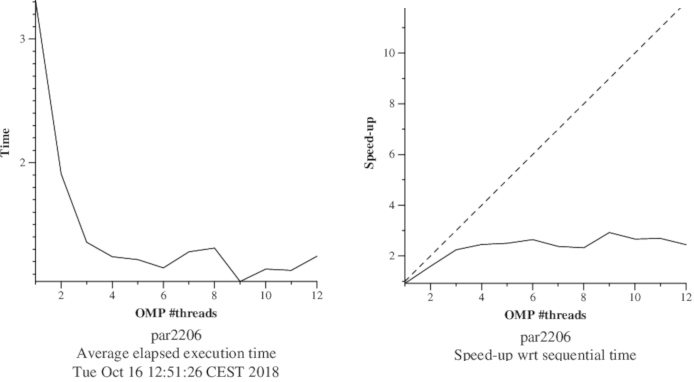 3
2
Time
2
4
6
8
10
12
OMP #threads
par2206
Average elapsed execution time
Tue Oct 16 12:51:26 CEST 2018
10
8
6
4
2
Speed-up
2
4
6
8
10
12
OMP #threads
par2206
Speed-up wrt sequential time